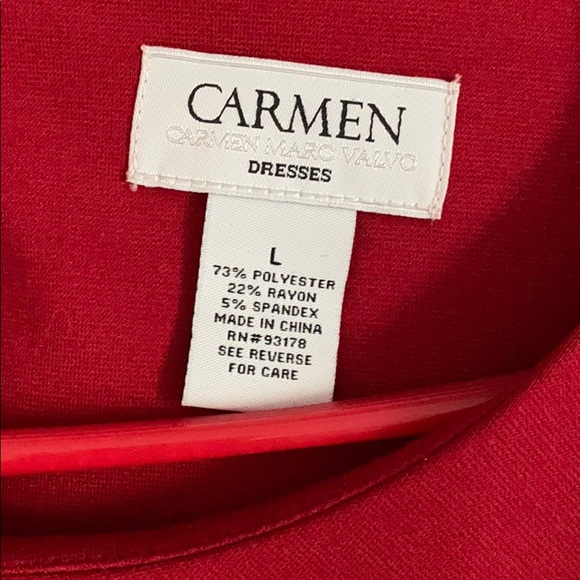 CARMEN
CARMEN MARC VALVO
DRESSES
L
73% POLYESTER
22% RAYON
5% SPANDEX
MADE IN CHINA
RN#93178
SEE REVERSE
FOR CARE